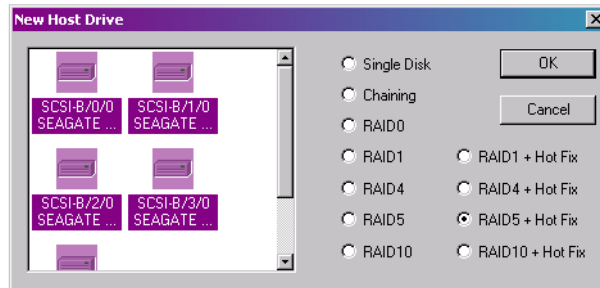 New Host Drive
SCSI-B/0/0
SEAGATE ...
SCSI-B/1/0
SEAGATE ...
SCSI-B/2/0
SEAGATE ...
SCSI-B/3/0
SEAGATE ...
Single Disk
Chaining
RAID0
RAID1
RAID4
RAID5
RAID10
RAID1 + Hot Fix
RAID4 + Hot Fix
RAID5 + Hot Fix
RAID10 + Hot Fix
OK
Cancel